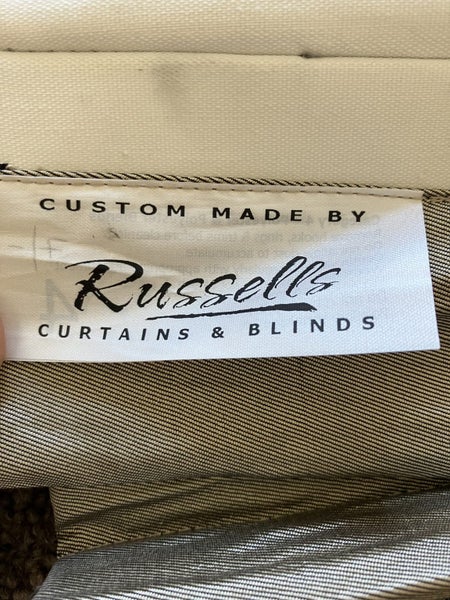 CUSTOM MADE BY
Russells
CURTAINS & BLINDS